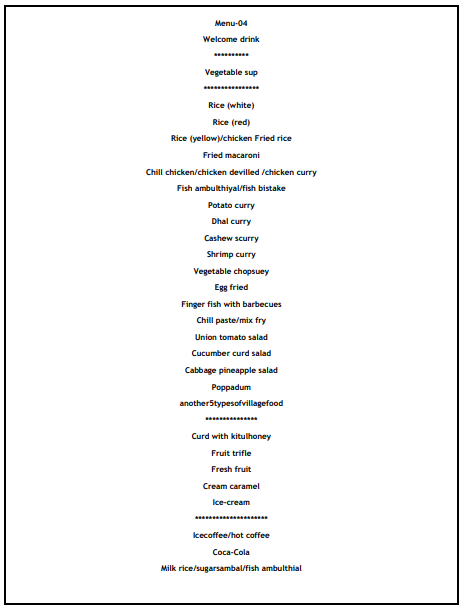 Menu-04
Welcome drink
**********
Vegetable sup
****************
Rice (white)
Rice (red)
Rice (yellow)/chicken Fried rice
Fried macaroni
Chill chicken/chicken devilled /chicken curry
Fish ambulthiyal/fish bistake
Potato curry
Dhal curry
Cashew scurry
Shrimp curry
Vegetable chopsuey
Egg fried
Finger fish with barbecues
Chill paste/mix fry
Union tomato salad
Cucumber curd salad
Cabbage pineapple salad
Poppadum
another5typesofvillagefood
***************
Curd with kitulhoney
Fruit trifle
Fresh fruit
Cream caramel
Ice-cream
*********************
Icecoffee/hot coffee
Coca-Cola
Milk rice/sugarsambal/fish ambulthial